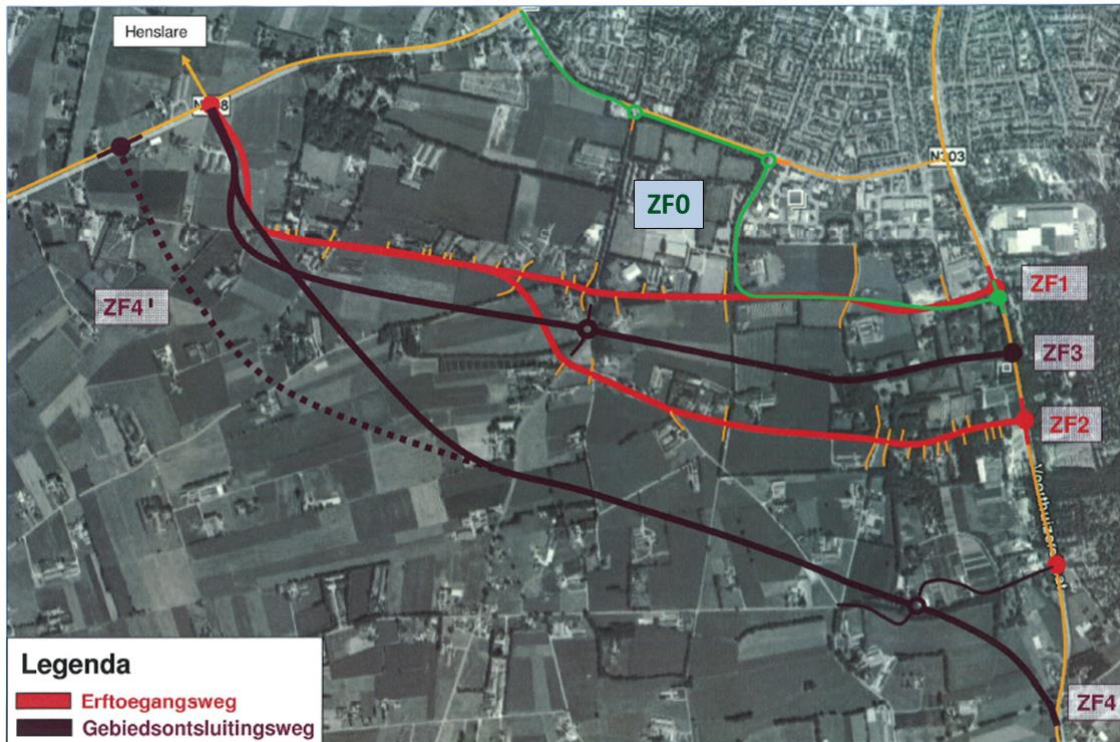 Henslare
ZF0
N303
ZF1
ZF4'
ZF3
ZF2
ZF4
Legenda
Erftoegangsweg
Gebiedsontsluitingsweg